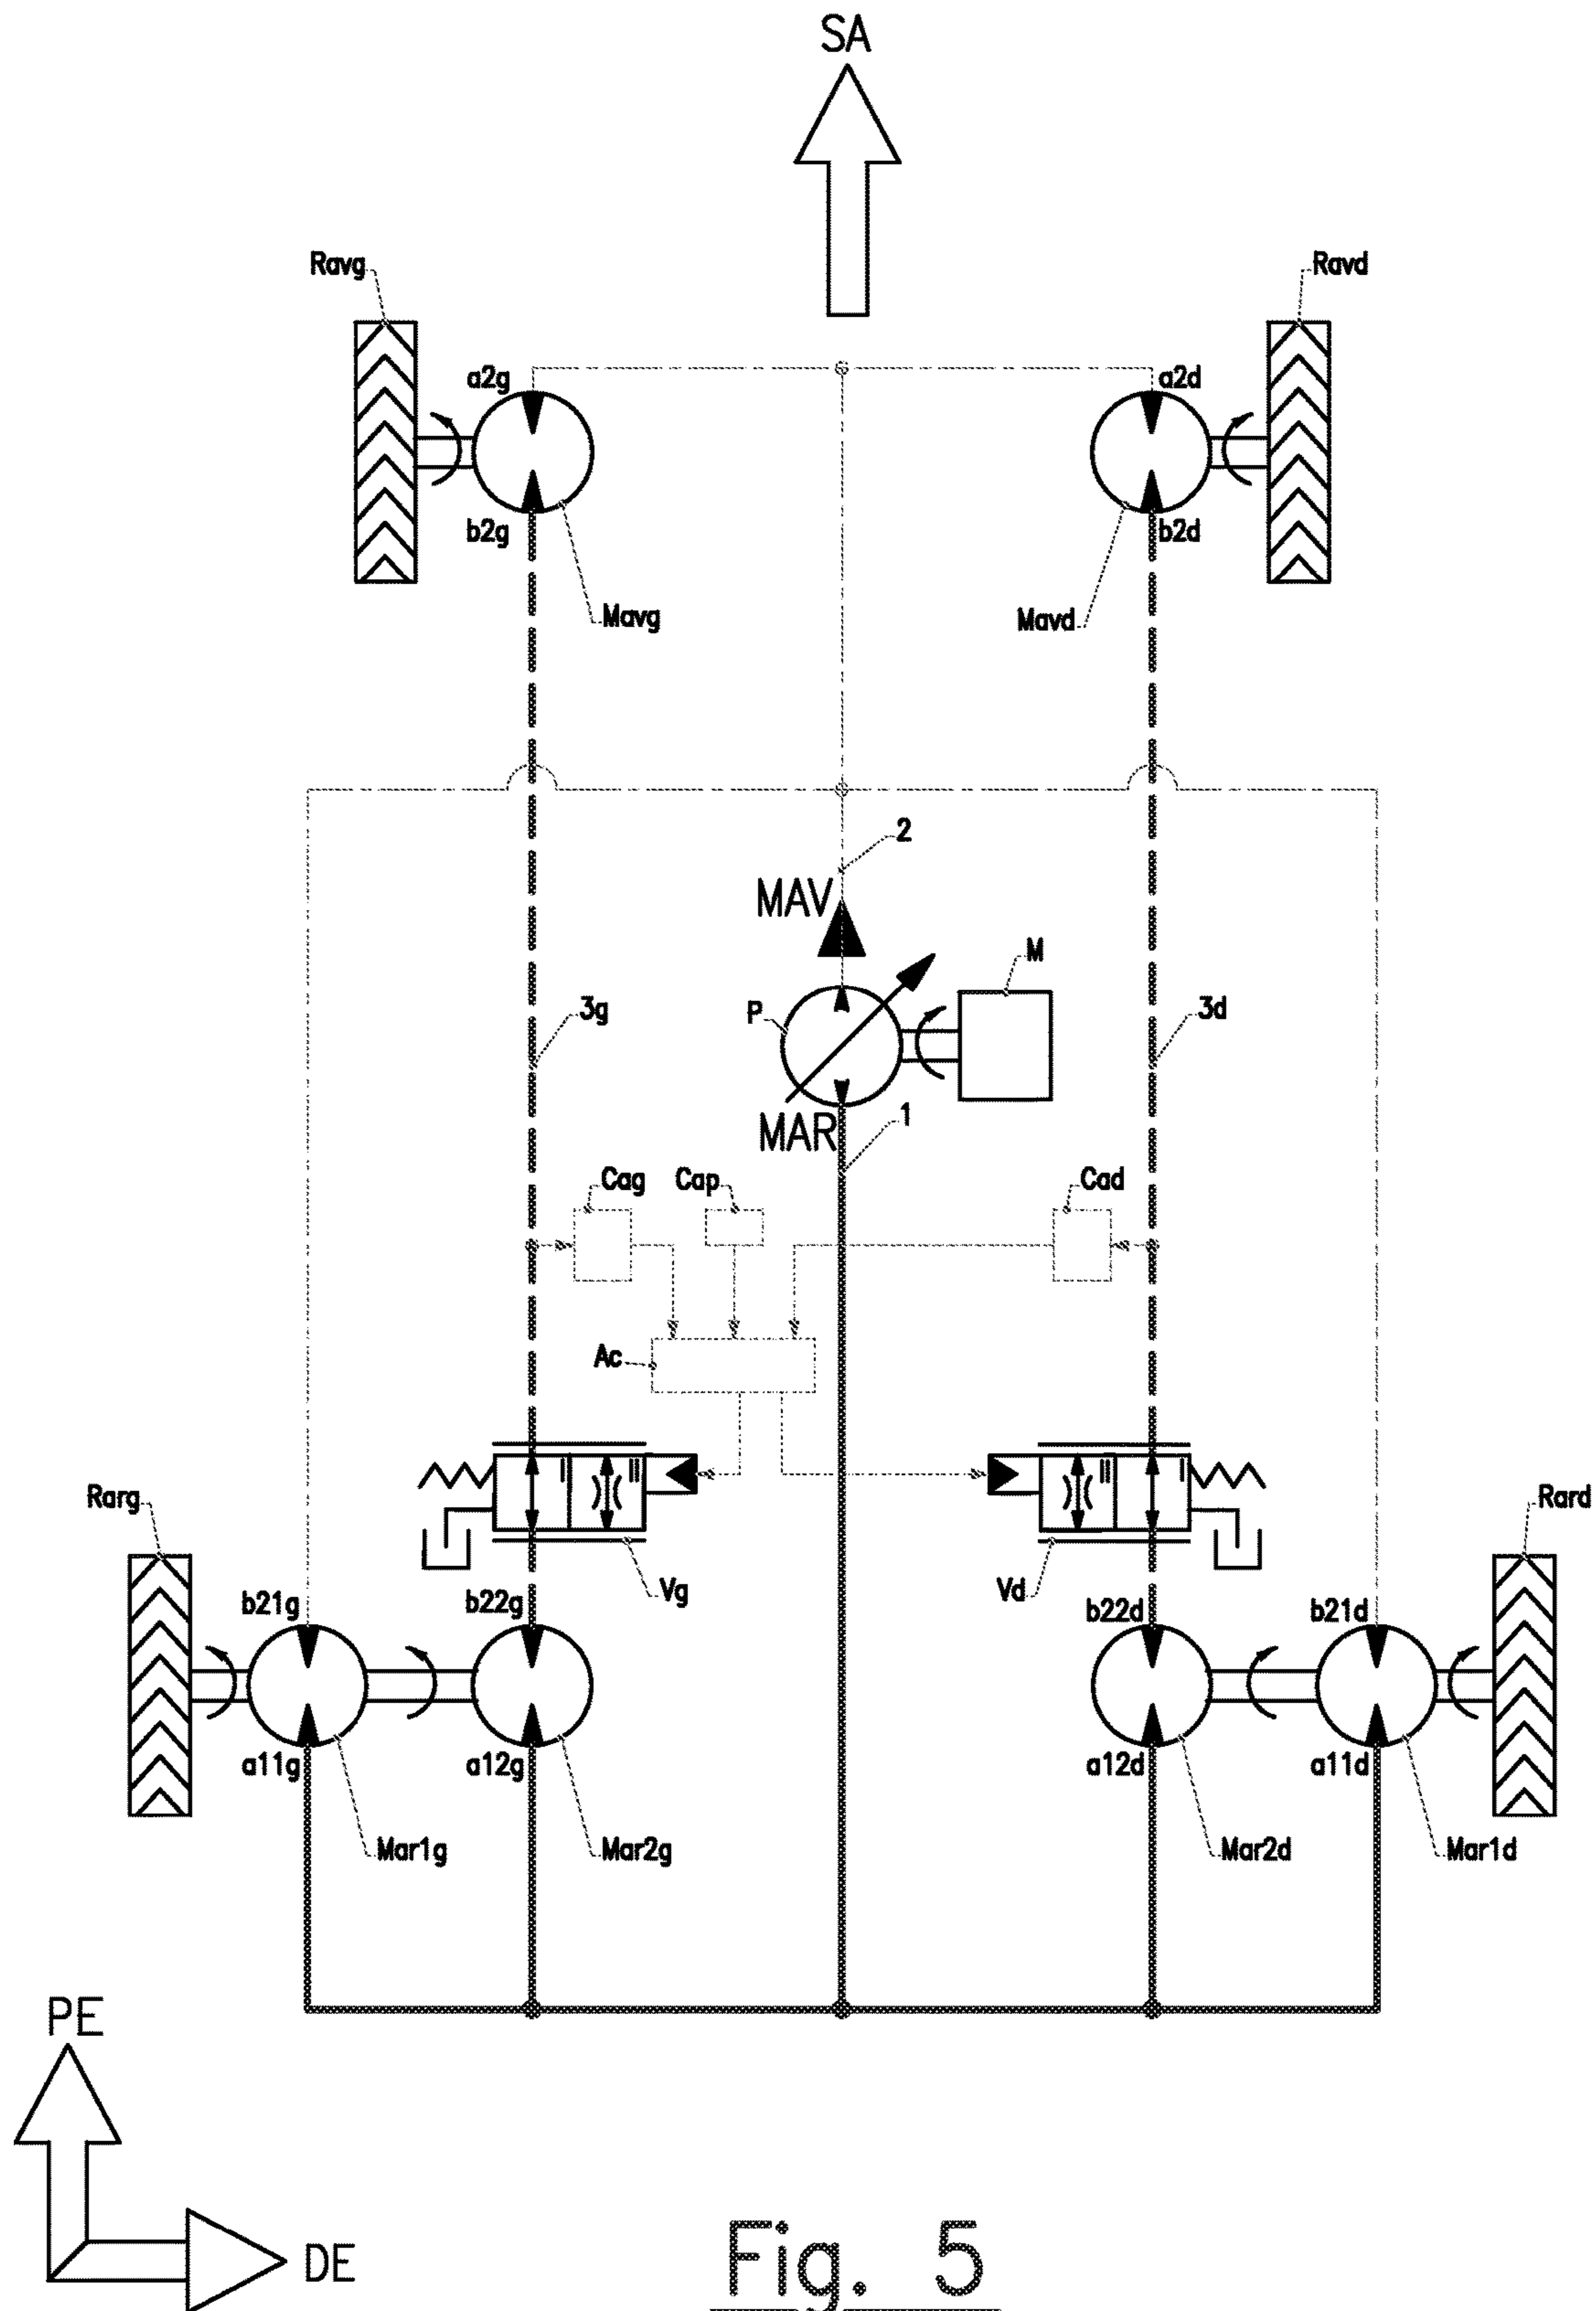 SA
Ravg
Ravd
a2g
a2d
b2g
b2d
Mavg
Mavd
2
MAV
M
3g
P
3d
MAR
1
Cag
Cap
Cad
Ac
I
II
II
I
Rarg
Rard
Vg
Vd
b21g
b22g
b22d
b21d
a11g
a12g
a12d
a11d
Mar1g
Mar2g
Mar2d
Mar1d
PE
DE
Fig. 5